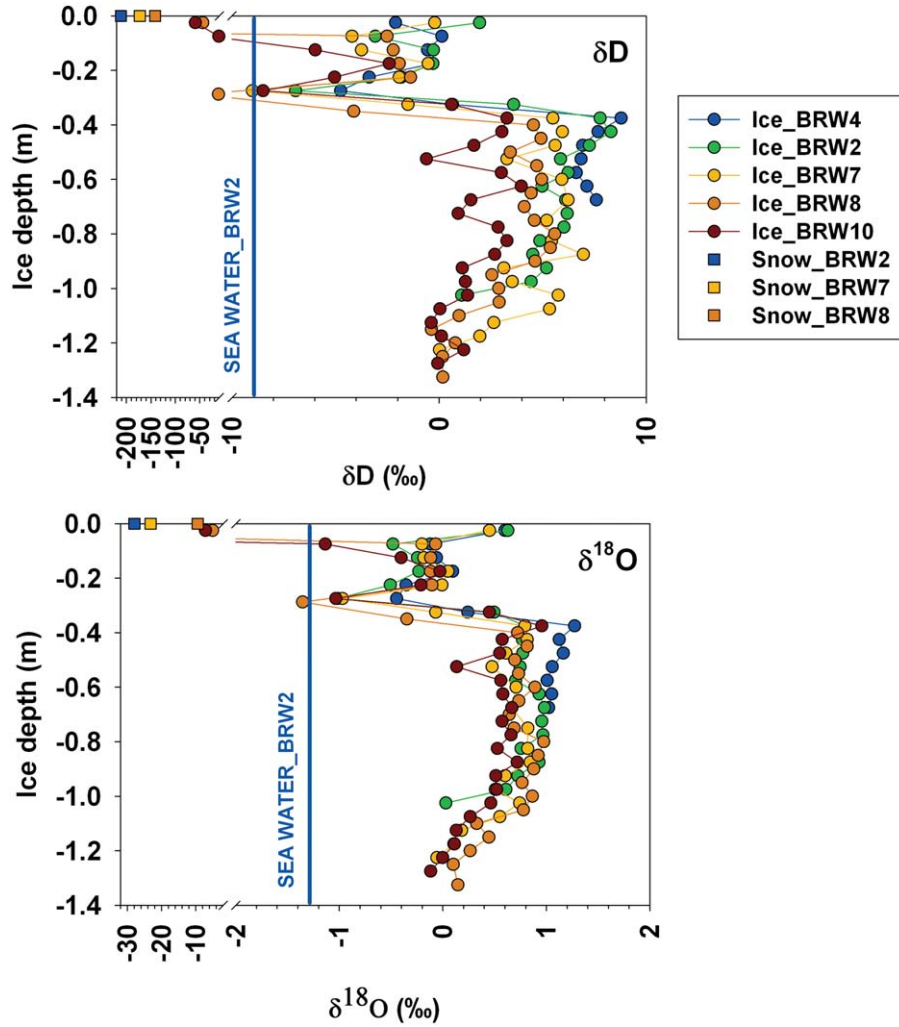 0.0
-0.2
-0.4
-0.6
-0.8
-1.0
-1.2
-1.4
Ice depth (m)
δD
SEA WATER_BRW2
-200
-150
-100
-50
-10
0
10
δD (‰)
Ice_BRW4
Ice_BRW2
Ice_BRW7
Ice_BRW8
Ice_BRW10
Snow_BRW2
Snow_BRW7
Snow_BRW8
0.0
-0.2
-0.4
-0.6
-0.8
-1.0
-1.2
-1.4
Ice depth (m)
δ18O
SEA WATER_BRW2
-30
-20
-10
-2
-1
0
1
2
δ18O (‰)